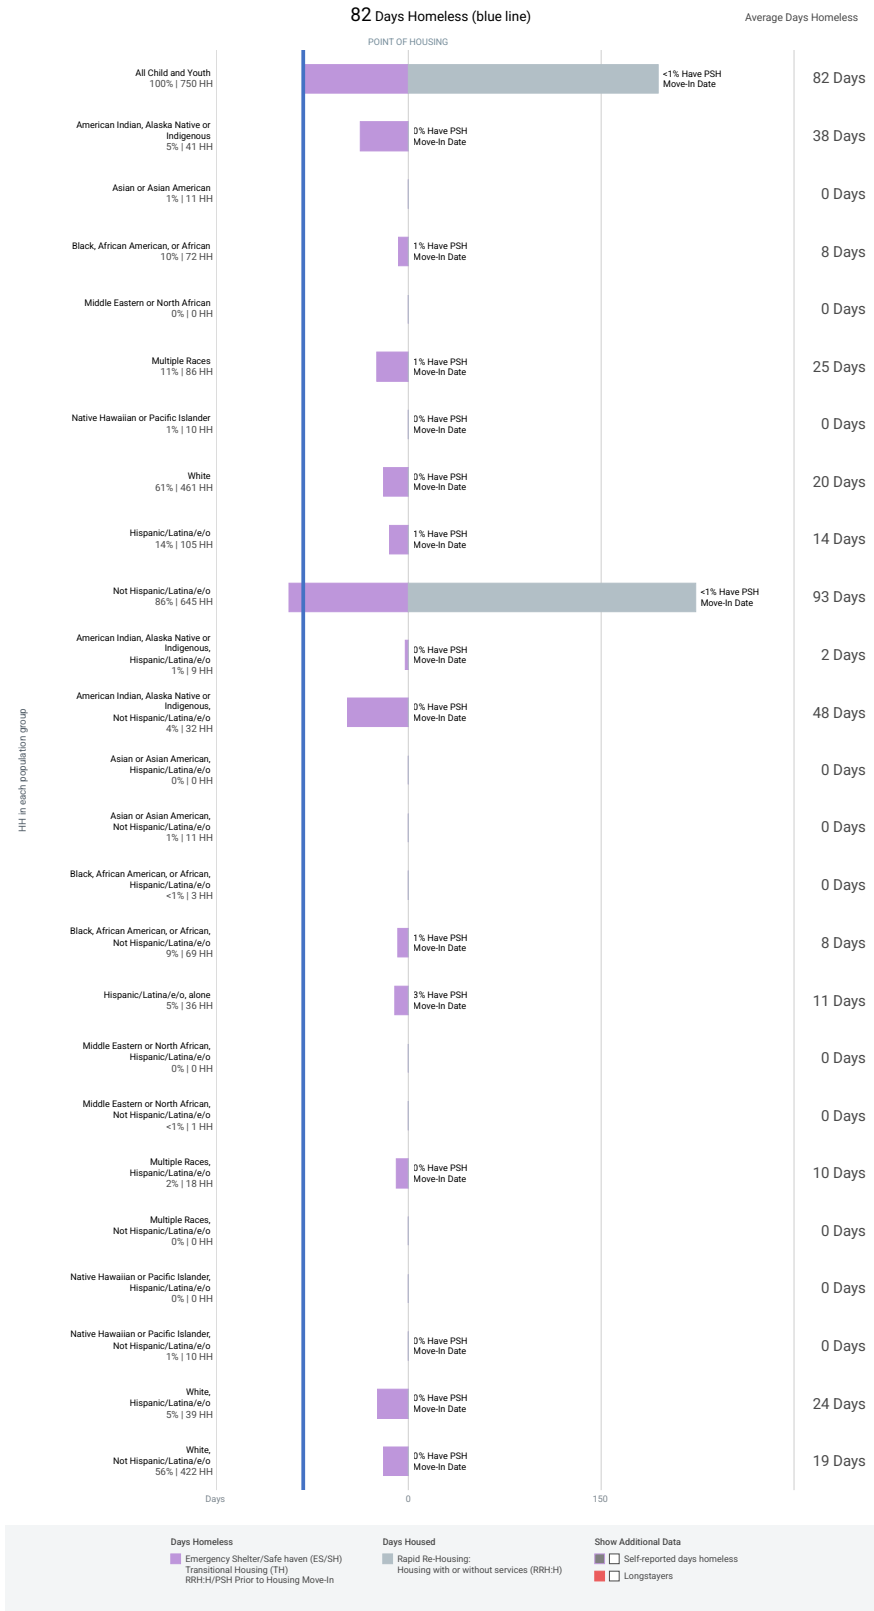 82 Days Homeless (blue line)
Average Days Homeless
POINT OF HOUSING
All Child and Youth
100% | 750 HH
<1% Have PSH
Move-In Date
82 Days
American Indian, Alaska Native or
Indigenous
5% | 41 HH
0% Have PSH
Move-In Date
38 Days
Asian or Asian American
1% | 11 HH
0 Days
Black, African American, or African
10% | 72 HH
1% Have PSH
Move-In Date
8 Days
Middle Eastern or North African
0% | 0 HH
0 Days
Multiple Races
11% | 86 HH
1% Have PSH
Move-In Date
25 Days
Native Hawaiian or Pacific Islander
1% | 10 HH
0% Have PSH
Move-In Date
0 Days
White
61% | 461 HH
0% Have PSH
Move-In Date
20 Days
Hispanic/Latina/e/o
14% | 105 HH
1% Have PSH
Move-In Date
14 Days
Not Hispanic/Latina/e/o
86% | 645 HH
<1% Have PSH
Move-In Date
93 Days
American Indian, Alaska Native or
Indigenous,
Hispanic/Latina/e/o
1% | 9 HH
0% Have PSH
Move-In Date
2 Days
American Indian, Alaska Native or
Indigenous,
Not Hispanic/Latina/e/o
4% | 32 HH
0% Have PSH
Move-In Date
48 Days
Asian or Asian American,
Hispanic/Latina/e/o
0% | 0 HH
0 Days
Asian or Asian American,
Not Hispanic/Latina/e/o
1% | 11 HH
0 Days
Black, African American, or African,
Hispanic/Latina/e/o
<1% | 3 HH
0 Days
Black, African American, or African,
Not Hispanic/Latina/e/o
9% | 69 HH
1% Have PSH
Move-In Date
8 Days
Hispanic/Latina/e/o, alone
5% | 36 HH
3% Have PSH
Move-In Date
11 Days
Middle Eastern or North African,
Hispanic/Latina/e/o
0% | 0 HH
0 Days
Middle Eastern or North African,
Not Hispanic/Latina/e/o
<1% | 1 HH
0 Days
Multiple Races,
Hispanic/Latina/e/o
2% | 18 HH
0% Have PSH
Move-In Date
10 Days
Multiple Races,
Not Hispanic/Latina/e/o
0% | 0 HH
0 Days
Native Hawaiian or Pacific Islander,
Hispanic/Latina/e/o
0% | 0 HH
0 Days
Native Hawaiian or Pacific Islander,
Not Hispanic/Latina/e/o
1% | 10 HH
0% Have PSH
Move-In Date
0 Days
White,
Hispanic/Latina/e/o
5% | 39 HH
0% Have PSH
Move-In Date
24 Days
White,
Not Hispanic/Latina/e/o
56% | 422 HH
0% Have PSH
Move-In Date
19 Days
HH in each population group
Days
0
150
Days Homeless
Emergency Shelter/Safe haven (ES/SH)
Transitional Housing (TH)
RRH:H/PSH Prior to Housing Move-In
Days Housed
Rapid Re-Housing:
Housing with or without services (RRH:H)
Show Additional Data
Self-reported days homeless
Longstayers